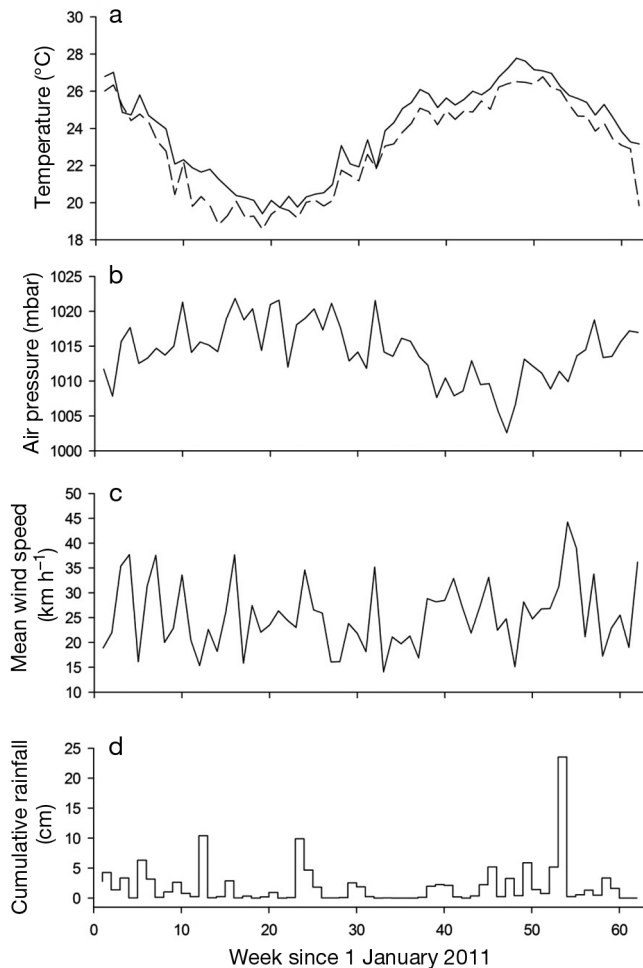 a
Temperature (°C)
30
28
26
24
22
20
18
b
Air pressure (mbar)
1025
1020
1015
1010
1005
1000
c
Mean wind speed
(km h⁻¹)
50
45
40
35
30
25
20
15
10
d
Cumulative rainfall
(cm)
25
20
15
10
5
0
0 10 20 30 40 50 60
Week since 1 January 2011